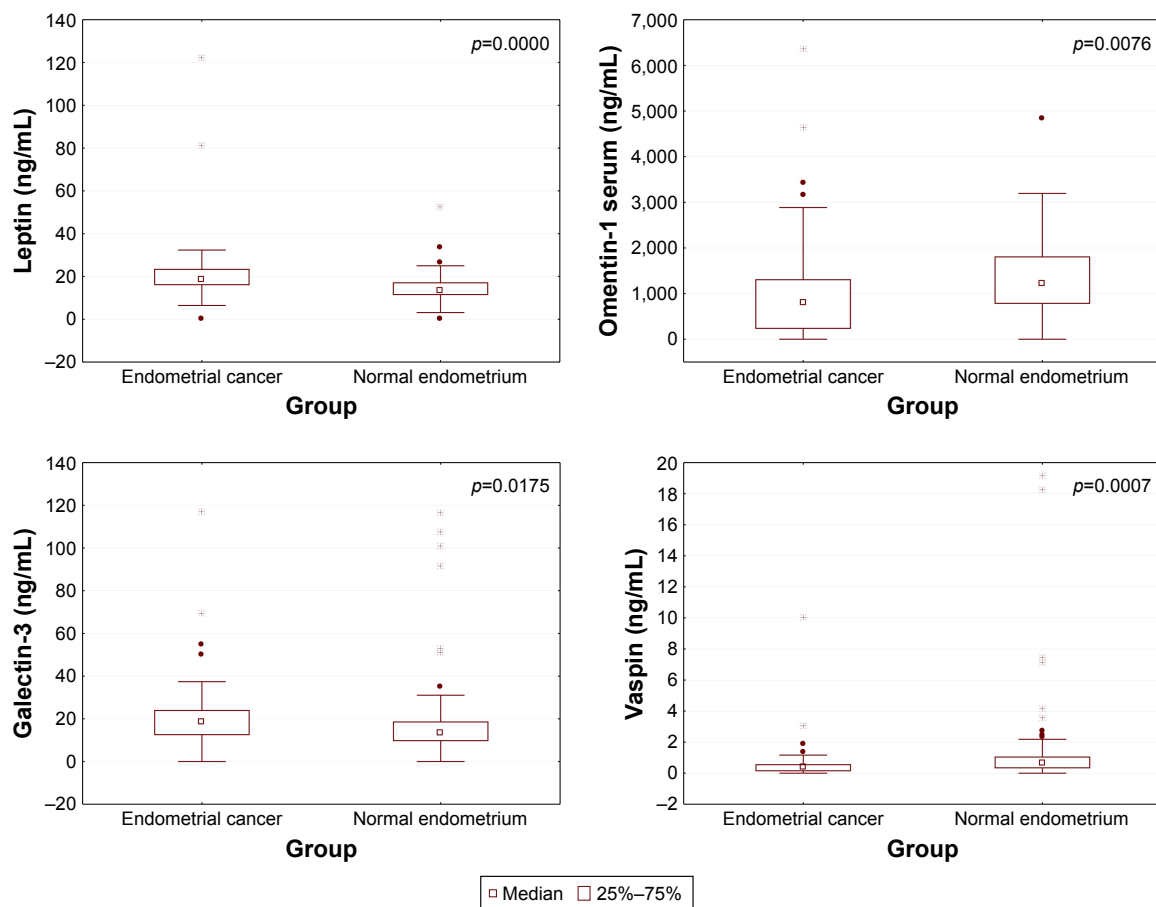 140
120
100
80
60
40
20
0
–20
Leptin (ng/mL)
p=0.0000
Endometrial cancer Normal endometrium
Group
7,000
6,000
5,000
4,000
3,000
2,000
1,000
0
Omentin-1 serum (ng/mL)
p=0.0076
Endometrial cancer Normal endometrium
Group
140
120
100
80
60
40
20
0
–20
Galectin-3 (ng/mL)
p=0.0175
Endometrial cancer Normal endometrium
Group
20
18
16
14
12
10
8
6
4
2
0
–2
Vaspin (ng/mL)
p=0.0007
Endometrial cancer Normal endometrium
Group
Median 25%–75%